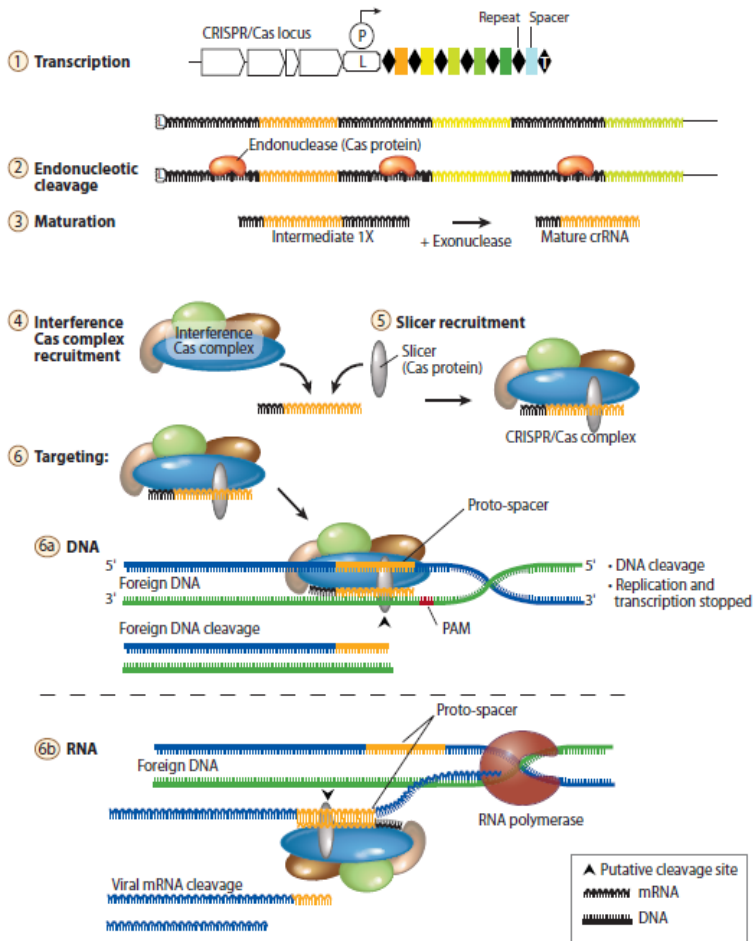 CRISPR/Cas locus
P
Repeat
Spacer
1 Transcription
L
T
L
Endonuclease (Cas protein)
2 Endonucleotic
cleavage
L
3 Maturation
Intermediate 1X
+ Exonuclease
Mature crRNA
4 Interference
Cas complex
recruitment
Interference
Cas complex
5 Slicer recruitment
Slicer
(Cas protein)
CRISPR/Cas complex
6 Targeting:
Proto-spacer
6a DNA
5'
Foreign DNA
3'
5'
3'
• DNA cleavage
• Replication and
transcription stopped
PAM
Foreign DNA cleavage
Proto-spacer
6b RNA
Foreign DNA
RNA polymerase
Viral mRNA cleavage
Putative cleavage site
mRNA
DNA